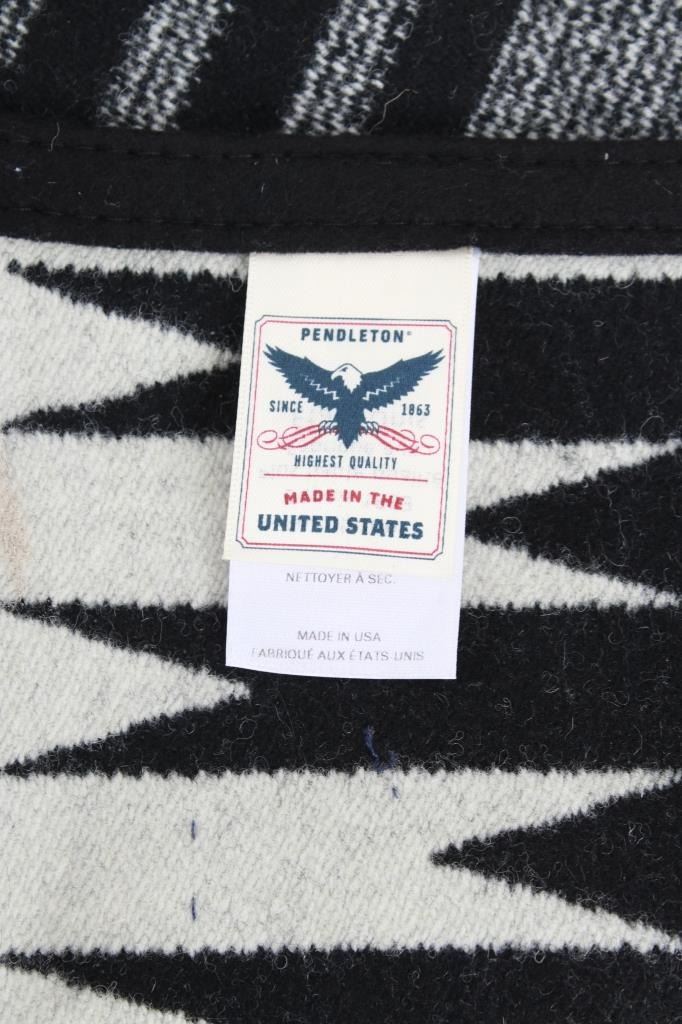 PENDLETON®
SINCE 1863
HIGHEST QUALITY
MADE IN THE
UNITED STATES
NETTOYER À SEC.
MADE IN USA
FABRIQUÉ AUX ÉTATS-UNIS